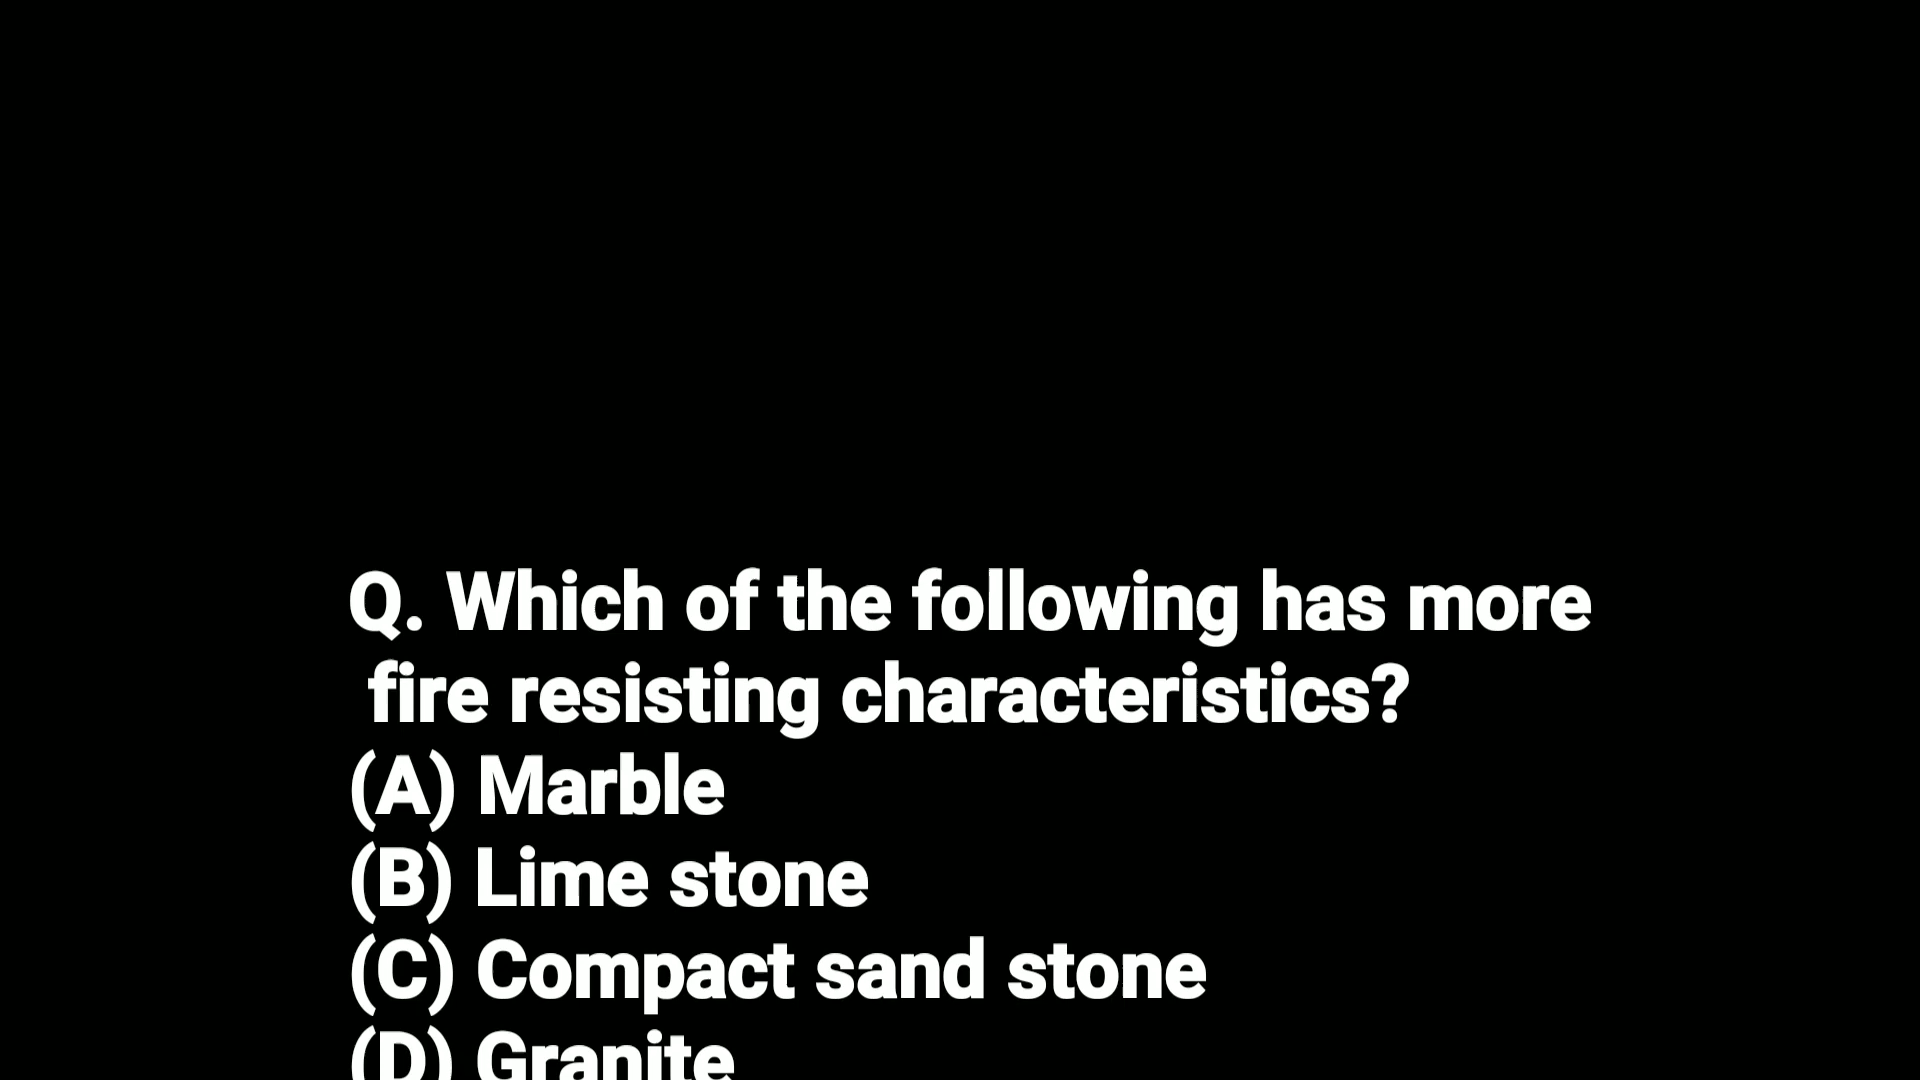 Q. Which of the following has more
fire resisting characteristics?
(A) Marble
(B) Lime stone
(C) Compact sand stone
(D) Granite